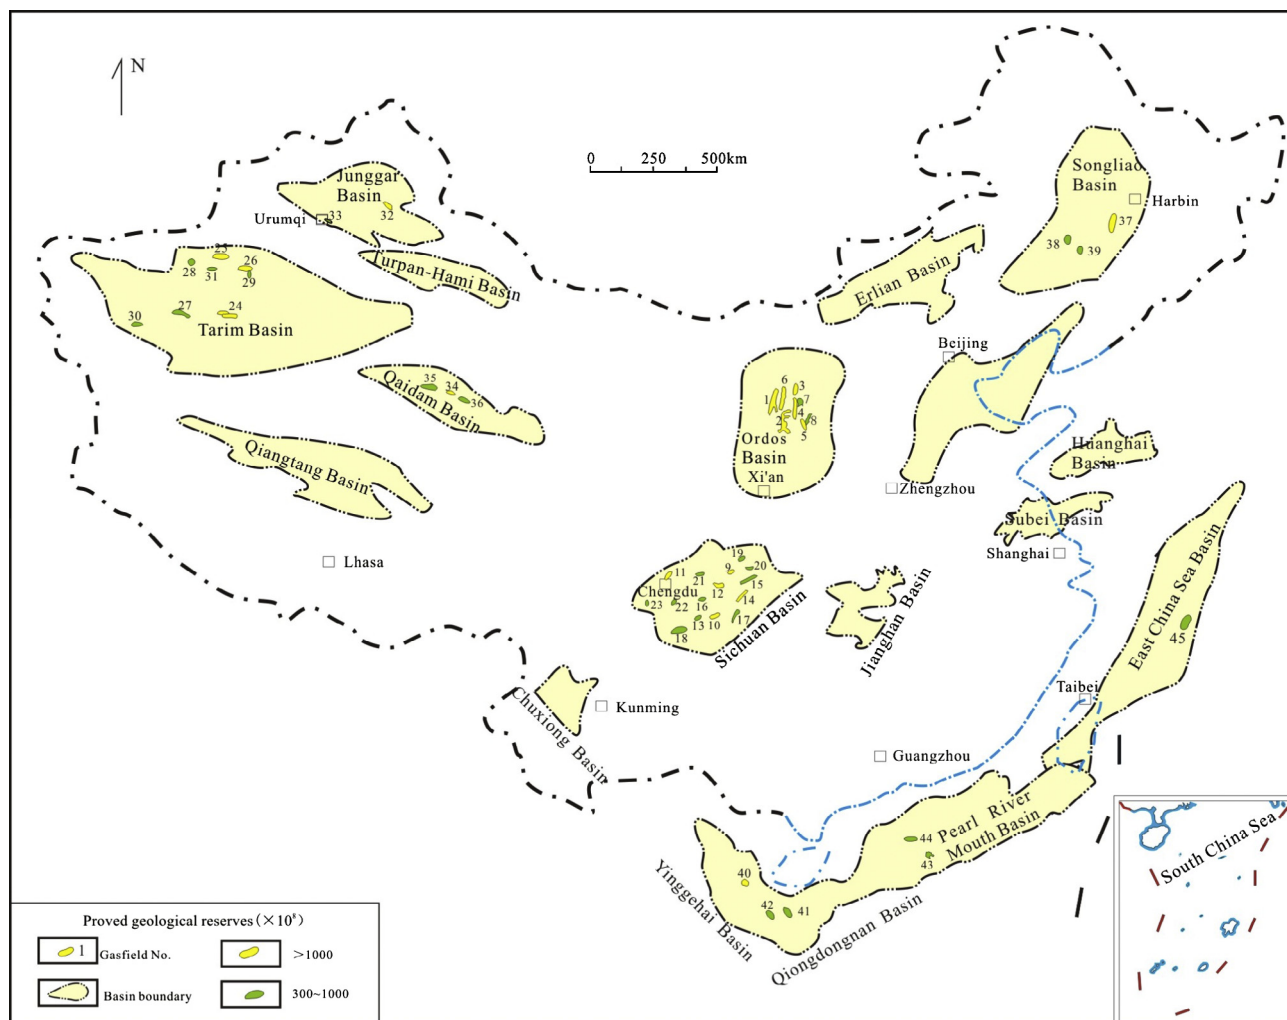 N
0 250 500km
Junggar
Basin
Urumqi
33
32
Turpan-Hami Basin
25
26
28
31
29
27
24
30
Tarim Basin
35
34
36
Qaidam Basin
Qiangtang Basin
Lhasa
Songliao
Basin
Harbin
37
38
39
Erlian Basin
Beijing
6
3
1
7
4
2
8
5
Ordos
Basin
Xi'an
Zhengzhou
Huanghai
Basin
Subei Basin
Shanghai
19
9
20
11
21
15
Chengdu
12
14
23
22
16
13
10
17
18
Sichuan Basin
Jianghan Basin
East China Sea Basin
45
Taibei
Chuxiong Basin
Kunming
Guangzhou
Pearl River
Mouth Basin
44
43
40
42
41
Yinggehai Basin
Qiongdongnan Basin
South China Sea
Proved geological reserves(×10⁸)
1 Gasfield No.
>1000
Basin boundary
300~1000